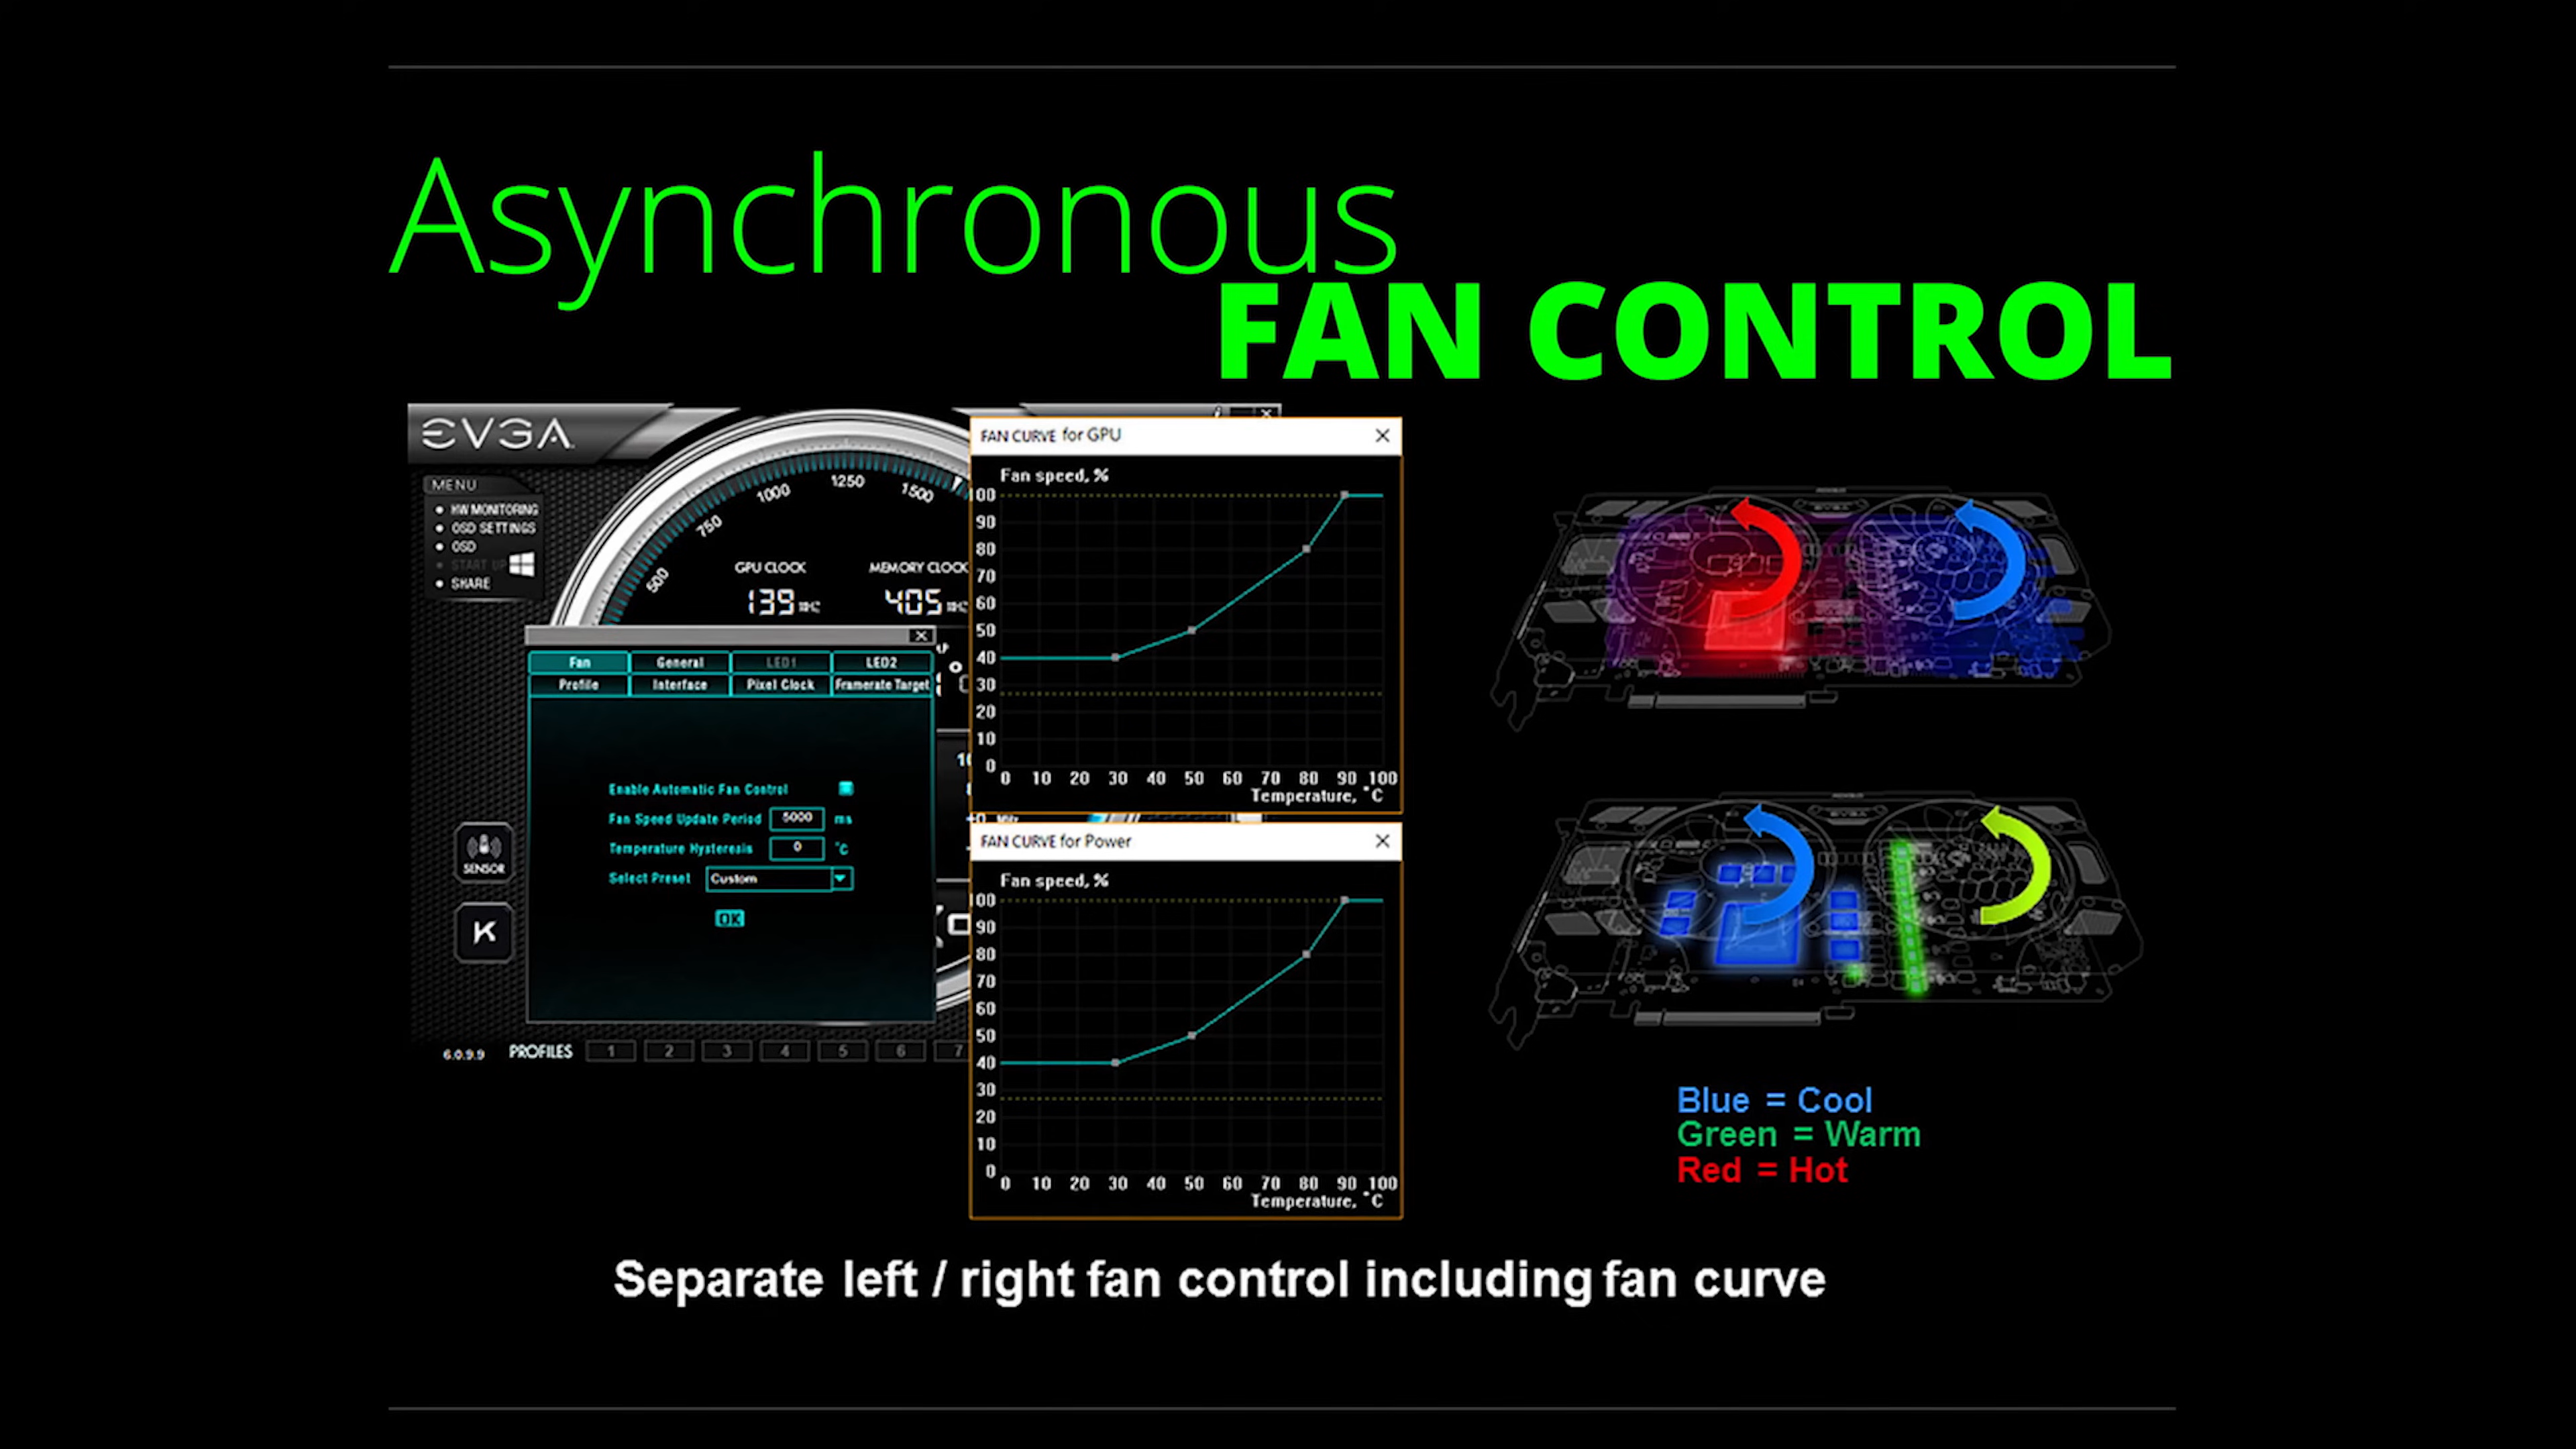 Asynchronous
FAN CONTROL
EVGA
MENU
HW MONITORING
OSD SETTINGS
OSD
START UP
SHARE
500
750
1000
1250
1500
GPU CLOCK
MEMORY CLOCK
139
405
Fan
General
LED1
LED2
Profile
Interface
Pixel Clock
Framerate Target
Enable Automatic Fan Control
Fan Speed Update Period 5000 ms
Temperature Hysteresis 0 °C
Select Preset Custom
OK
SENSOR
K
6.0.9.9 PROFILES 1 2 3 4 5 6 7
FAN CURVE for GPU
Fan speed, %
100
90
80
70
60
50
40
30
20
10
0
0 10 20 30 40 50 60 70 80 90 100
Temperature, °C
FAN CURVE for Power
Fan speed, %
100
90
80
70
60
50
40
30
20
10
0
0 10 20 30 40 50 60 70 80 90 100
Temperature, °C
Blue = Cool
Green = Warm
Red = Hot
Separate left / right fan control including fan curve